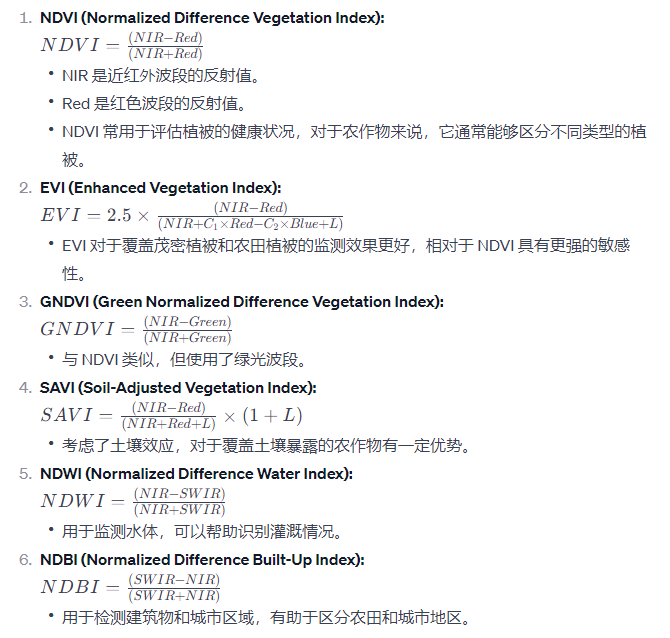 1. NDVI (Normalized Difference Vegetation Index):
NDVI = (NIR−Red)/(NIR+Red)
• NIR 是近红外波段的反射值。
• Red 是红色波段的反射值。
• NDVI 常用于评估植被的健康状况，对于农作物来说，它通常能够区分不同类型的植
被。
2. EVI (Enhanced Vegetation Index):
EVI = 2.5 × (NIR−Red)/(NIR+C₁×Red−C₂×Blue+L)
• EVI 对于覆盖茂密植被和农田植被的监测效果更好，相对于 NDVI 具有更强的敏感
性。
3. GNDVI (Green Normalized Difference Vegetation Index):
GNDVI = (NIR−Green)/(NIR+Green)
• 与 NDVI 类似，但使用了绿光波段。
4. SAVI (Soil-Adjusted Vegetation Index):
SAVI = (NIR−Red)/(NIR+Red+L) × (1 + L)
• 考虑了土壤效应，对于覆盖土壤暴露的农作物有一定优势。
5. NDWI (Normalized Difference Water Index):
NDWI = (NIR−SWIR)/(NIR+SWIR)
• 用于监测水体，可以帮助识别灌溉情况。
6. NDBI (Normalized Difference Built-Up Index):
NDBI = (SWIR−NIR)/(SWIR+NIR)
• 用于检测建筑物和城市区域，有助于区分农田和城市地区。